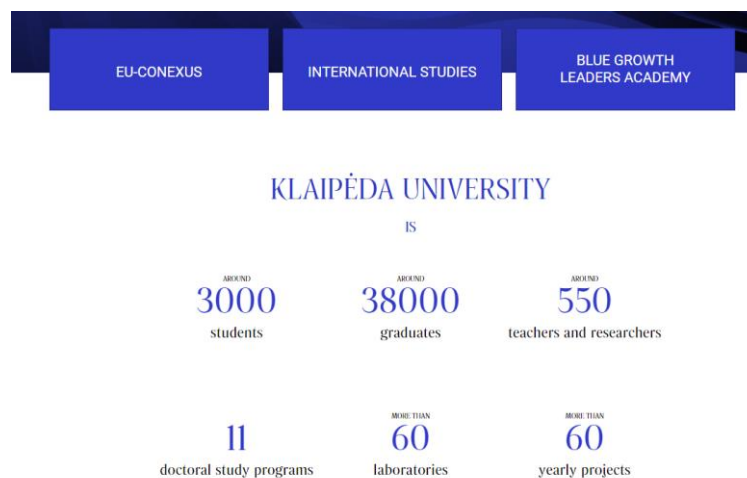 EU-CONEXUS
INTERNATIONAL STUDIES
BLUE GROWTH
LEADERS ACADEMY
KLAIPĖDA UNIVERSITY
IS
AROUND
3000
students
AROUND
38000
graduates
AROUND
550
teachers and researchers
11
doctoral study programs
MORE THAN
60
laboratories
MORE THAN
60
yearly projects